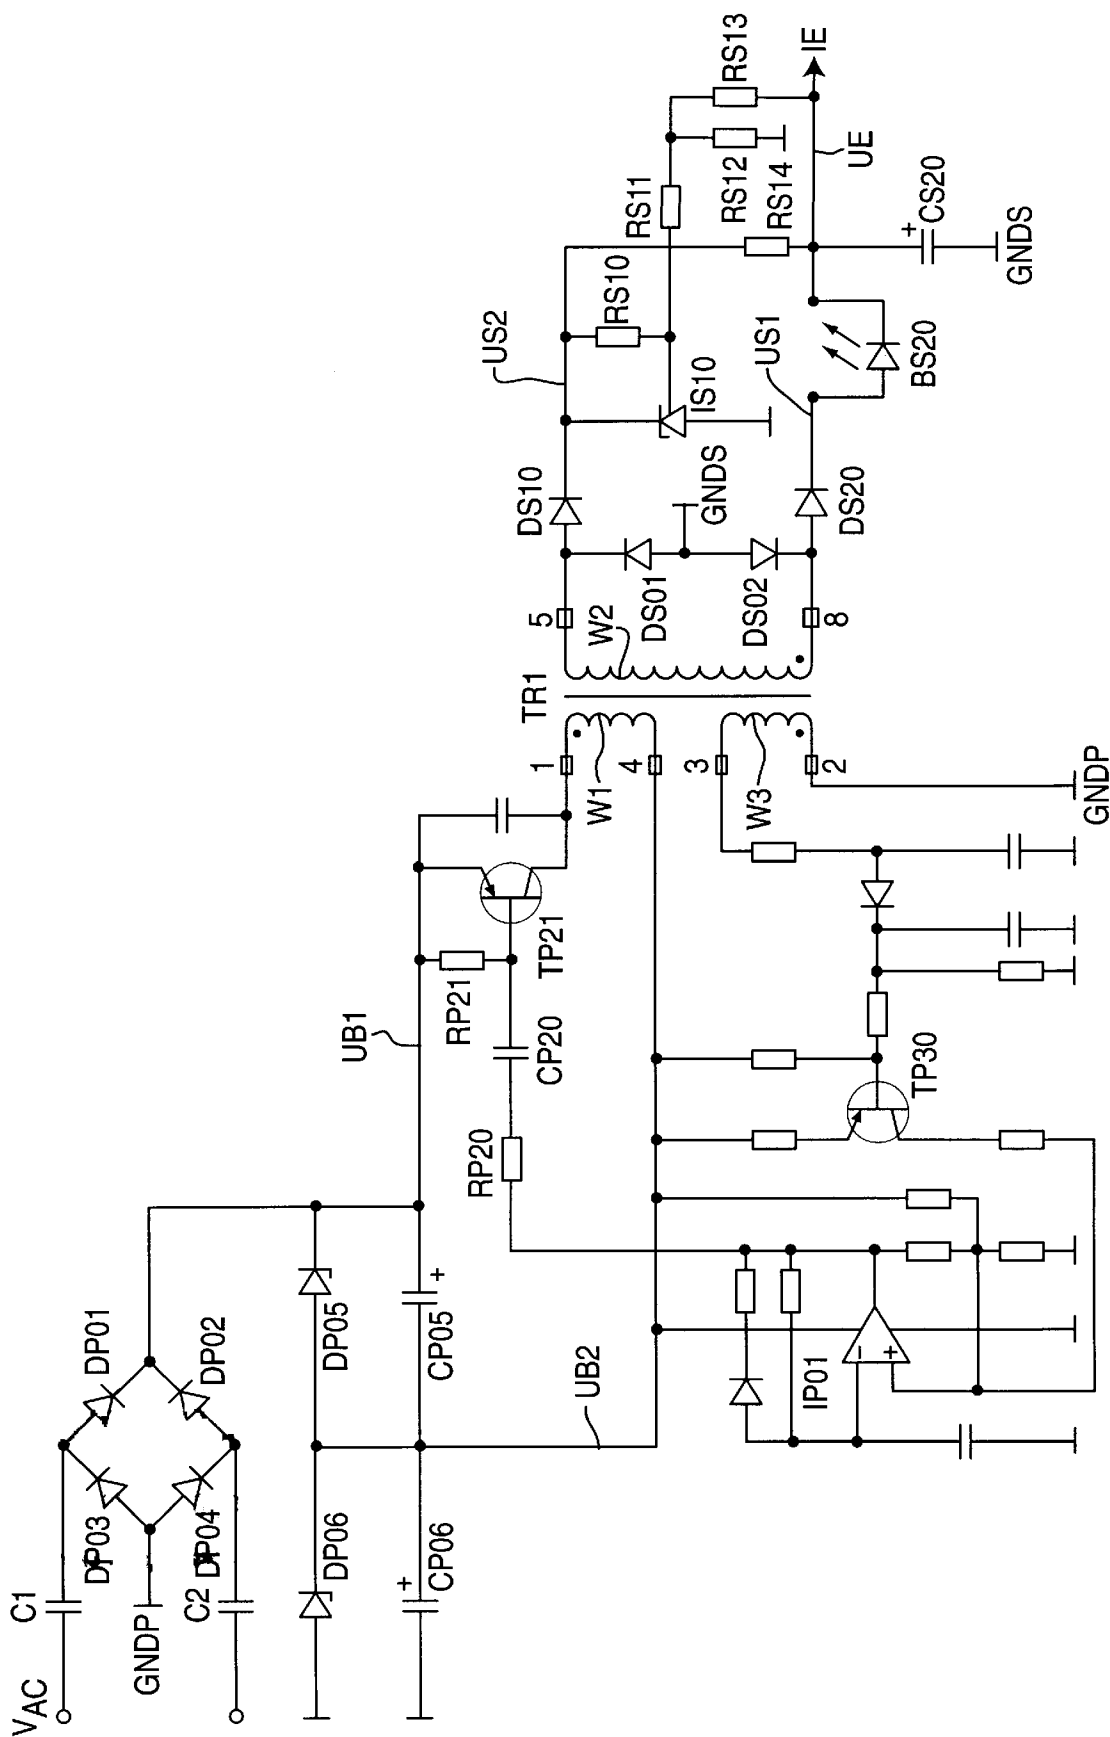 VAC
C1
GNDP
C2
DP01
DP02
DP03
DP04
DP05
DP06
CP05
+
CP06
+
UB1
UB2
RP20
CP20
RP21
TP21
IP01
−
+
TP30
TR1
W1
W2
W3
1
4
3
2
5
8
GNDP
DS01
DS02
GNDS
DS10
DS20
US2
US1
IS10
RS10
RS11
RS12
RS13
RS14
BS20
CS20
+
GNDS
UE
IE